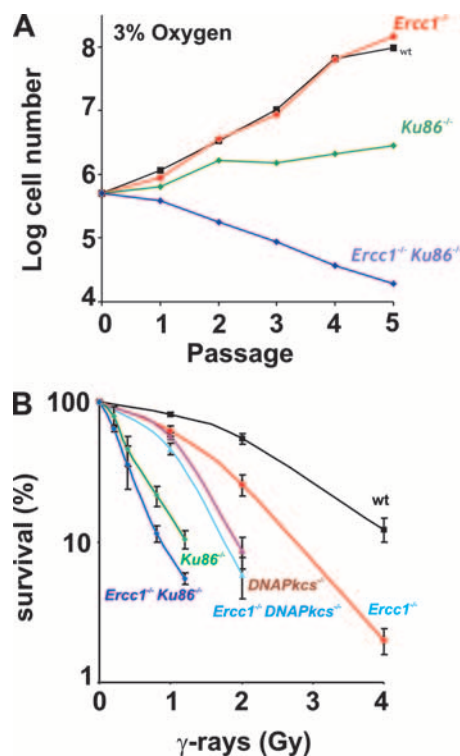 A
3% Oxygen
Ercc1⁻/⁻
wt
Ku86⁻/⁻
Ercc1⁻/⁻ Ku86⁻/⁻
Log cell number
8
7
6
5
4
0 1 2 3 4 5
Passage
B
survival (%)
100
10
1
wt
Ku86⁻/⁻
Ercc1⁻/⁻ Ku86⁻/⁻
DNAPkcs⁻/⁻
Ercc1⁻/⁻ DNAPkcs⁻/⁻
Ercc1⁻/⁻
0 1 2 3 4
γ-rays (Gy)